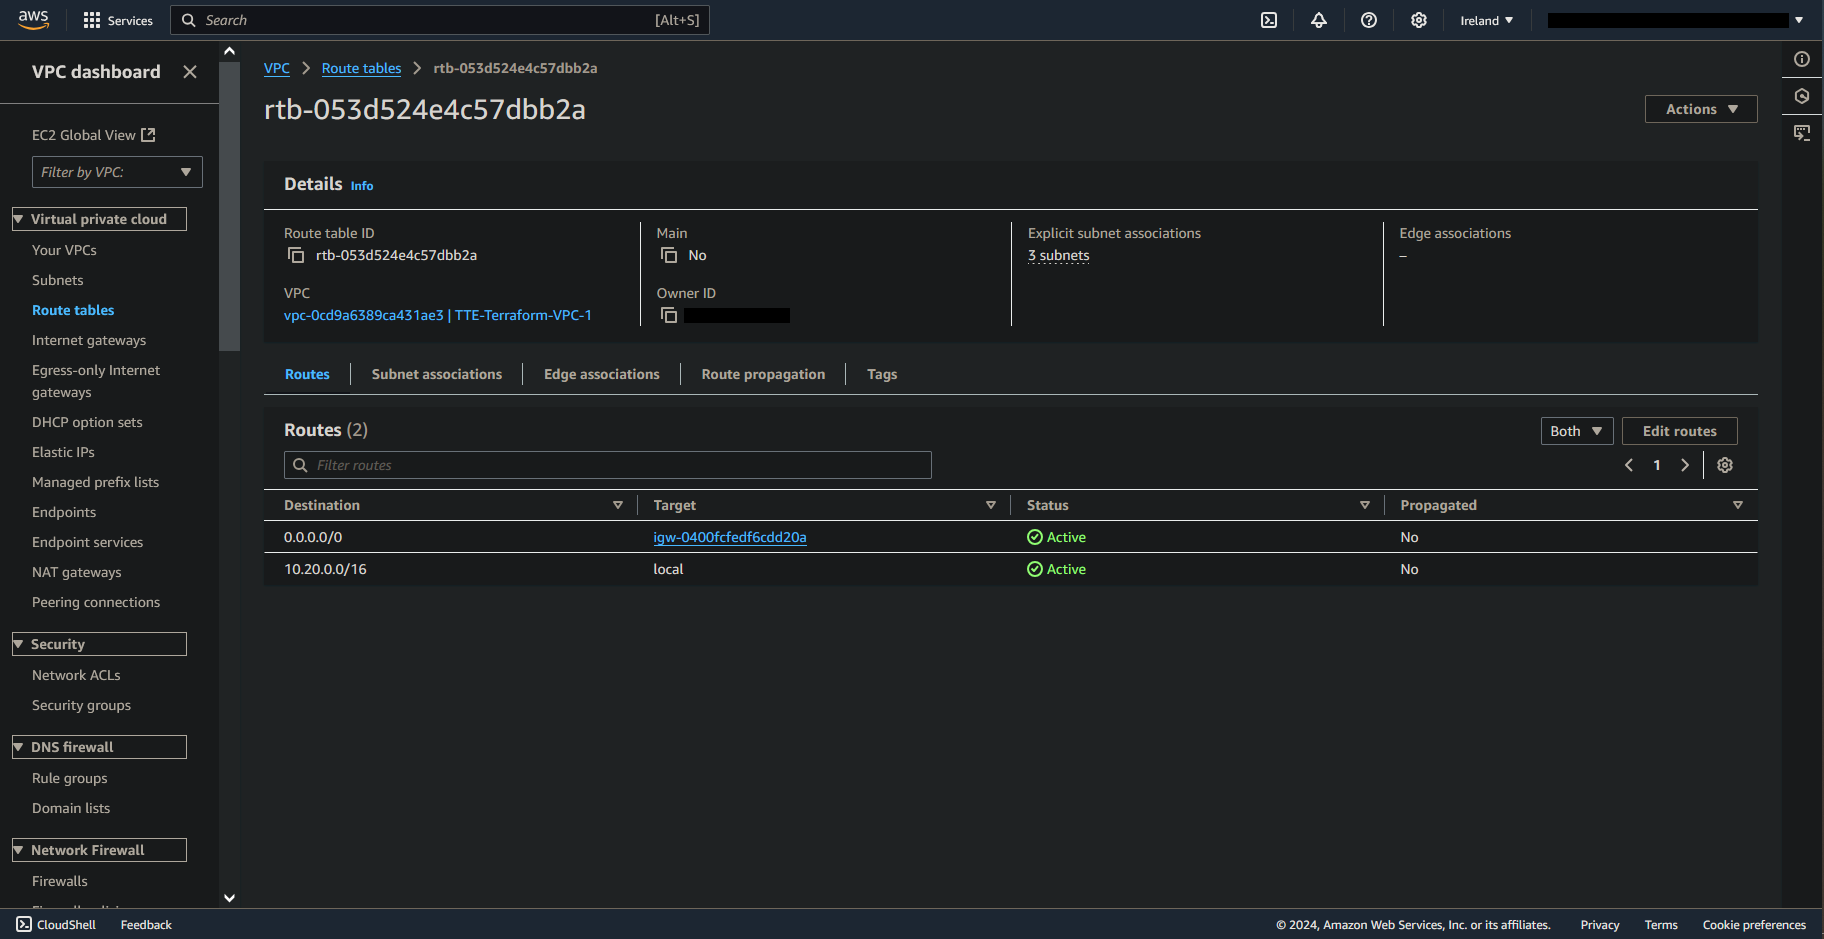 aws
Services
Search
[Alt+S]
Ireland
VPC dashboard
EC2 Global View
Filter by VPC:
Virtual private cloud
Your VPCs
Subnets
Route tables
Internet gateways
Egress-only Internet
gateways
DHCP option sets
Elastic IPs
Managed prefix lists
Endpoints
Endpoint services
NAT gateways
Peering connections
Security
Network ACLs
Security groups
DNS firewall
Rule groups
Domain lists
Network Firewall
Firewalls
VPC
Route tables
rtb-053d524e4c57dbb2a
rtb-053d524e4c57dbb2a
Actions
Details Info
Route table ID
rtb-053d524e4c57dbb2a
VPC
vpc-0cd9a6389ca431ae3 | TTE-Terraform-VPC-1
Main
No
Owner ID
Explicit subnet associations
3 subnets
Edge associations
–
Routes
Subnet associations
Edge associations
Route propagation
Tags
Routes (2)
Both
Edit routes
Filter routes
1
Destination Target Status Propagated
0.0.0.0/0 igw-0400fcfedf6cdd20a Active No
10.20.0.0/16 local Active No
CloudShell
Feedback
© 2024, Amazon Web Services, Inc. or its affiliates.
Privacy
Terms
Cookie preferences